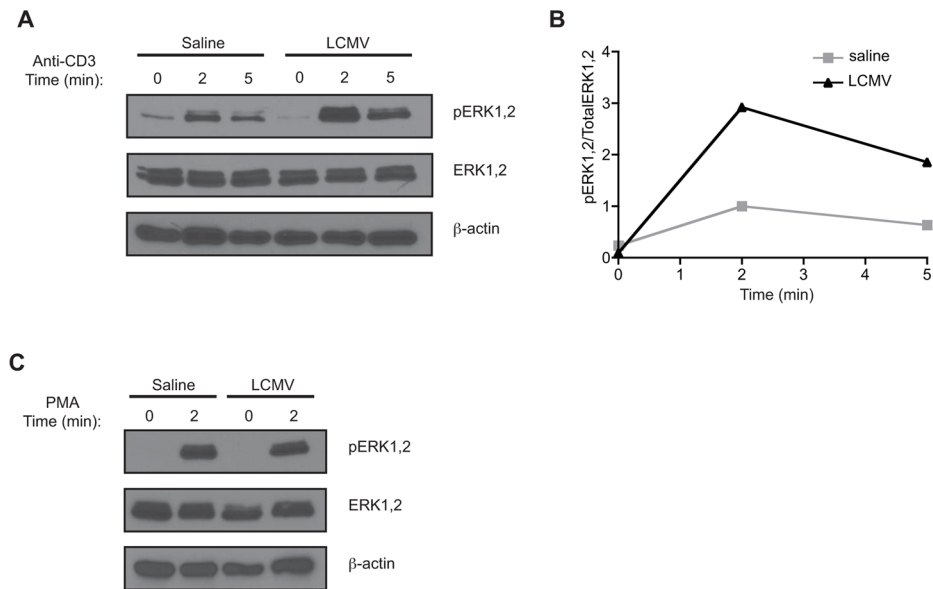 A
Saline LCMV
Anti-CD3
Time (min): 0 2 5 0 2 5
pERK1,2
ERK1,2
β-actin
B
pERK1,2/TotalERK1,2
4
3
2
1
0
0 1 2 3 4 5
Time (min)
saline
LCMV
C
Saline LCMV
PMA
Time (min): 0 2 0 2
pERK1,2
ERK1,2
β-actin